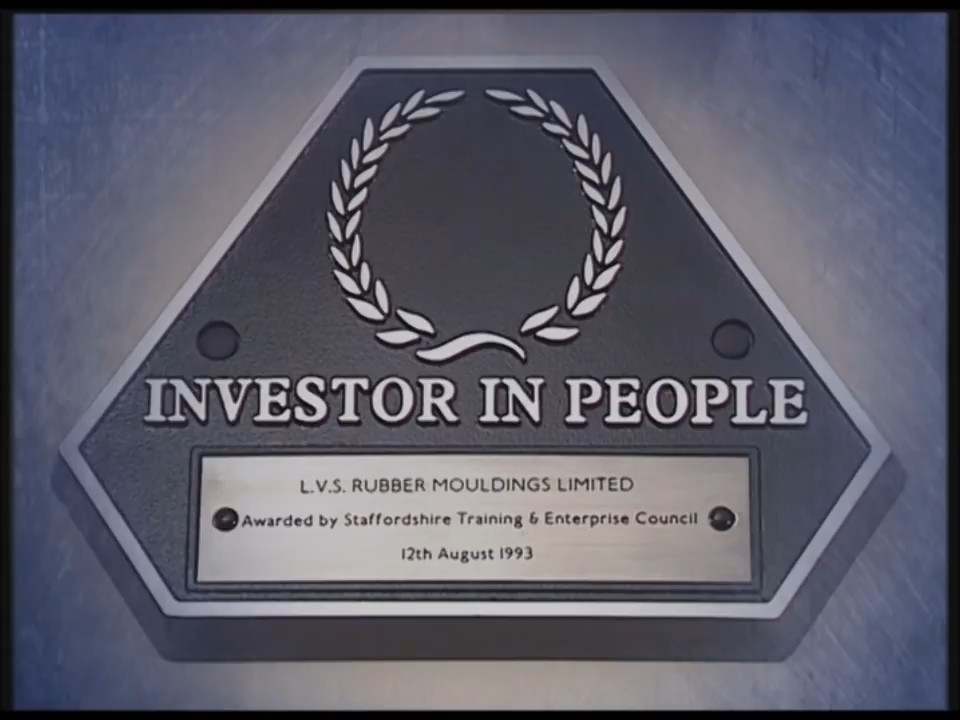 INVESTOR IN PEOPLE
L.V.S. RUBBER MOULDINGS LIMITED
Awarded by Staffordshire Training & Enterprise Council
12th August 1993